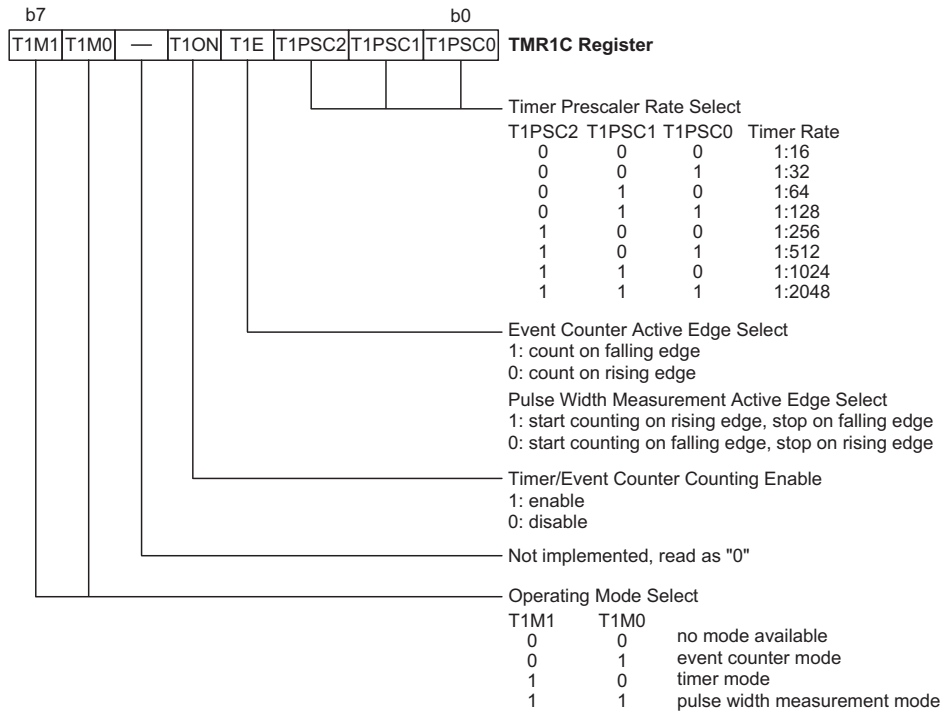 b7 b0
T1M1 T1M0 — T1ON T1E T1PSC2 T1PSC1 T1PSC0 TMR1C Register
Timer Prescaler Rate Select
T1PSC2 T1PSC1 T1PSC0 Timer Rate
0 0 0 1:16
0 0 1 1:32
0 1 0 1:64
0 1 1 1:128
1 0 0 1:256
1 0 1 1:512
1 1 0 1:1024
1 1 1 1:2048
Event Counter Active Edge Select
1: count on falling edge
0: count on rising edge
Pulse Width Measurement Active Edge Select
1: start counting on rising edge, stop on falling edge
0: start counting on falling edge, stop on rising edge
Timer/Event Counter Counting Enable
1: enable
0: disable
Not implemented, read as "0"
Operating Mode Select
T1M1 T1M0
0 0 no mode available
0 1 event counter mode
1 0 timer mode
1 1 pulse width measurement mode